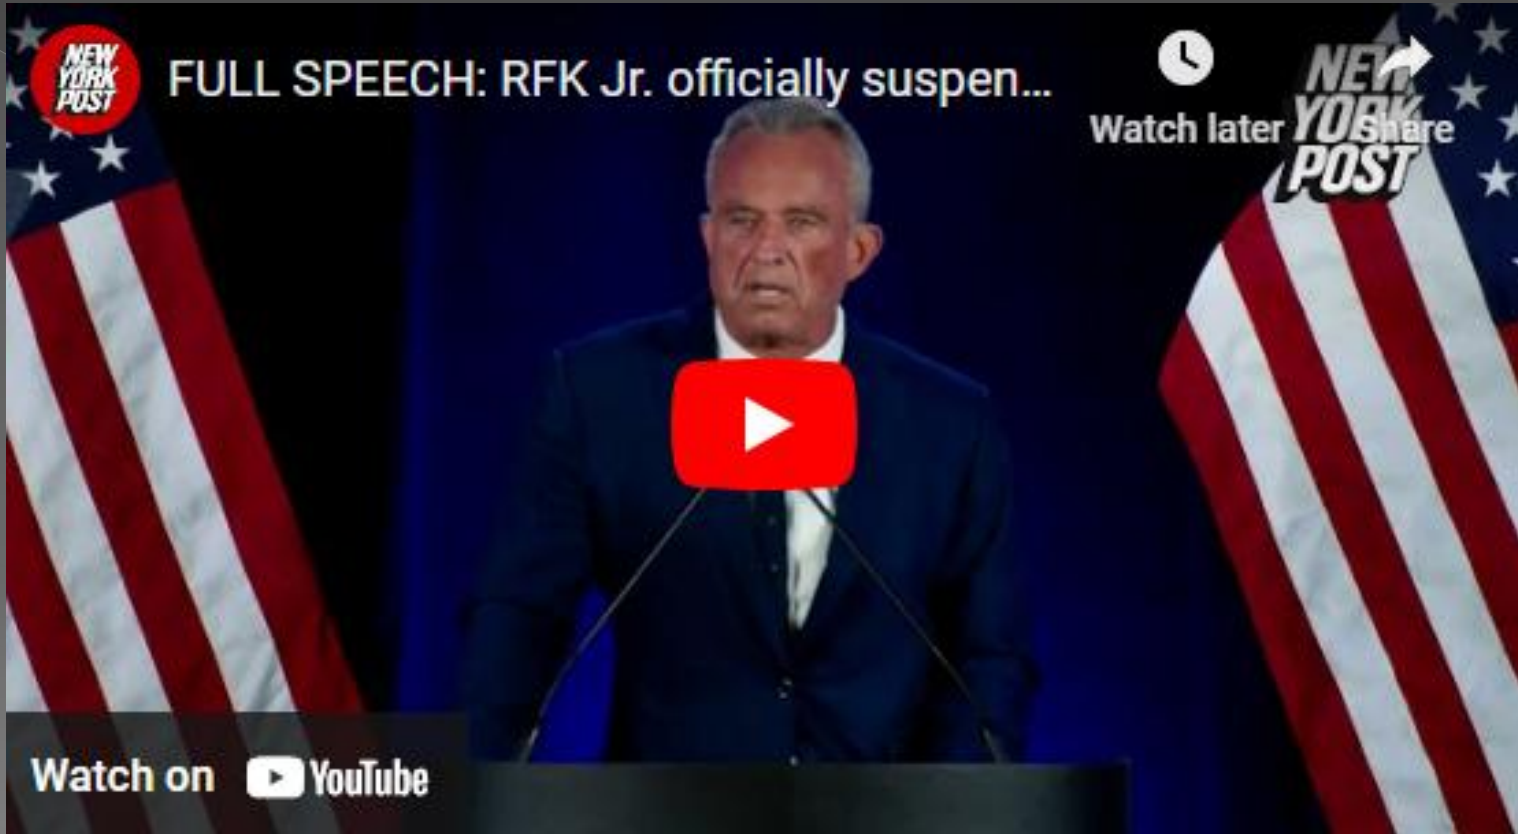 NEW
YORK
POST
FULL SPEECH: RFK Jr. officially suspen...
Watch later
Share
NEW
YORK
POST
Watch on YouTube